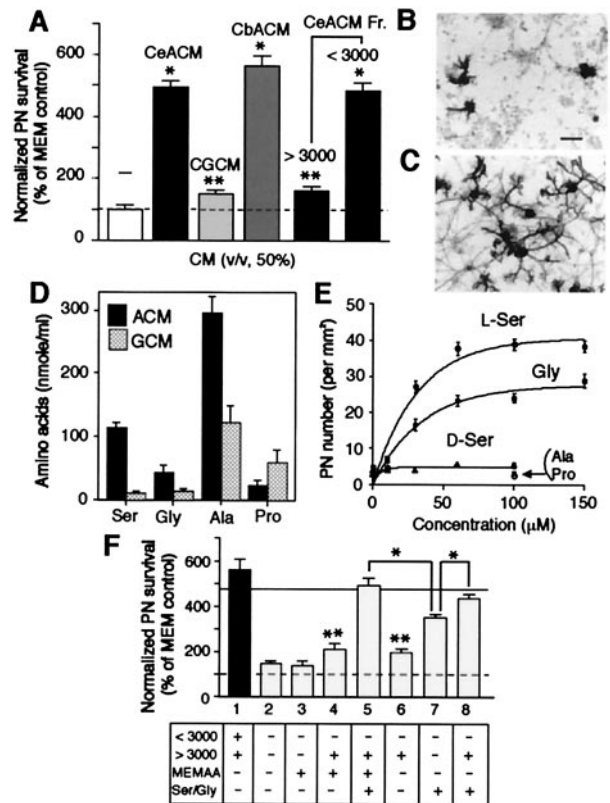 A
Normalized PN survival
(% of MEM control)
600
400
200
100
0
CeACM
*
CGCM
**
CbACM
*
CeACM Fr.
> 3000
**
< 3000
*
CM (v/v, 50%)
B
C
D
Amino acids (nmole/ml)
300
200
100
0
ACM
GCM
Ser Gly Ala Pro
E
PN number (per mm²)
50
40
30
20
10
0
L-Ser
Gly
D-Ser
Ala
Pro
0 50 100 150
Concentration (µM)
F
Normalized PN survival
(% of MEM control)
600
400
200
100
0
**
*
**
*
1 2 3 4 5 6 7 8
< 3000 + - - - - - - -
> 3000 + - - + + + - +
MEMAA - - + + + - - -
Ser/Gly - - - - + - + +